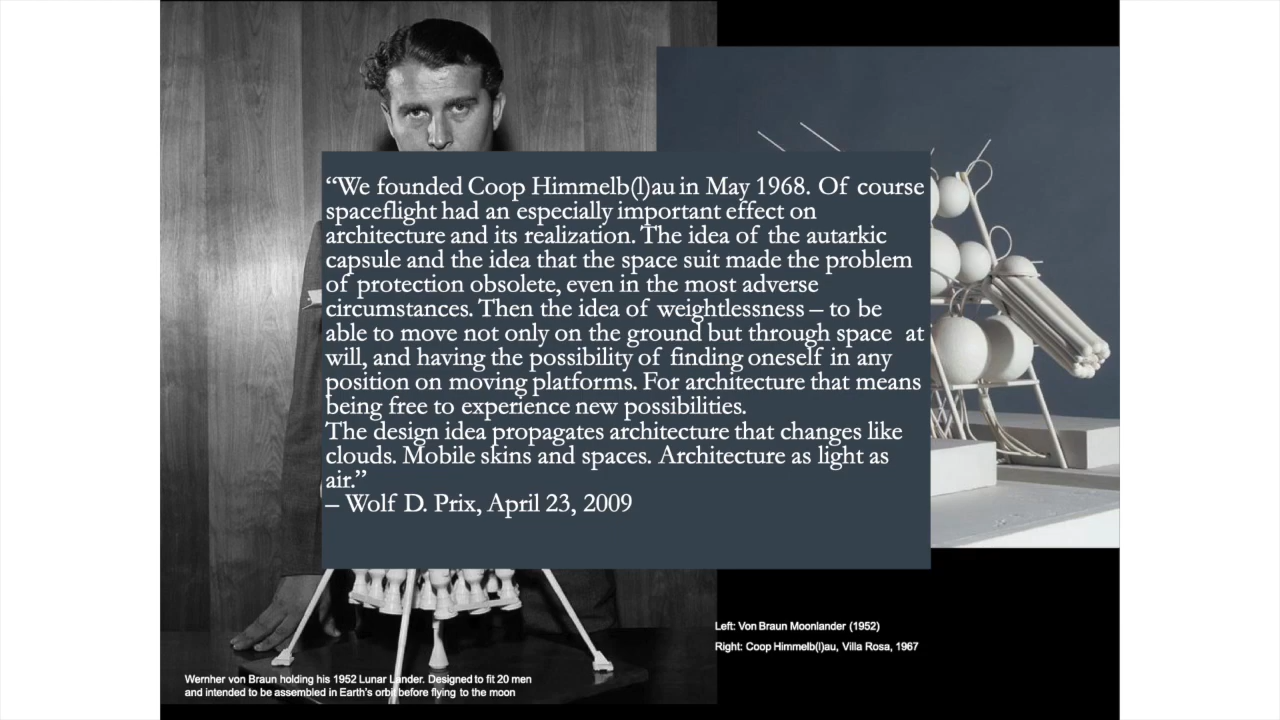 “We founded Coop Himmelb(l)au in May 1968. Of course
spaceflight had an especially important effect on
architecture and its realization. The idea of the autarkic
capsule and the idea that the space suit made the problem
of protection obsolete, even in the most adverse
circumstances. Then the idea of weightlessness – to be
able to move not only on the ground but through space at
will, and having the possibility of finding oneself in any
position on moving platforms. For architecture that means
being free to experience new possibilities.
The design idea propagates architecture that changes like
clouds. Mobile skins and spaces. Architecture as light as
air.”
– Wolf D. Prix, April 23, 2009
Left: Von Braun Moonlander (1952)
Right: Coop Himmelb(l)au, Villa Rosa, 1967
Wernher von Braun holding his 1952 Lunar Lander. Designed to fit 20 men
and intended to be assembled in Earth's orbit before flying to the moon